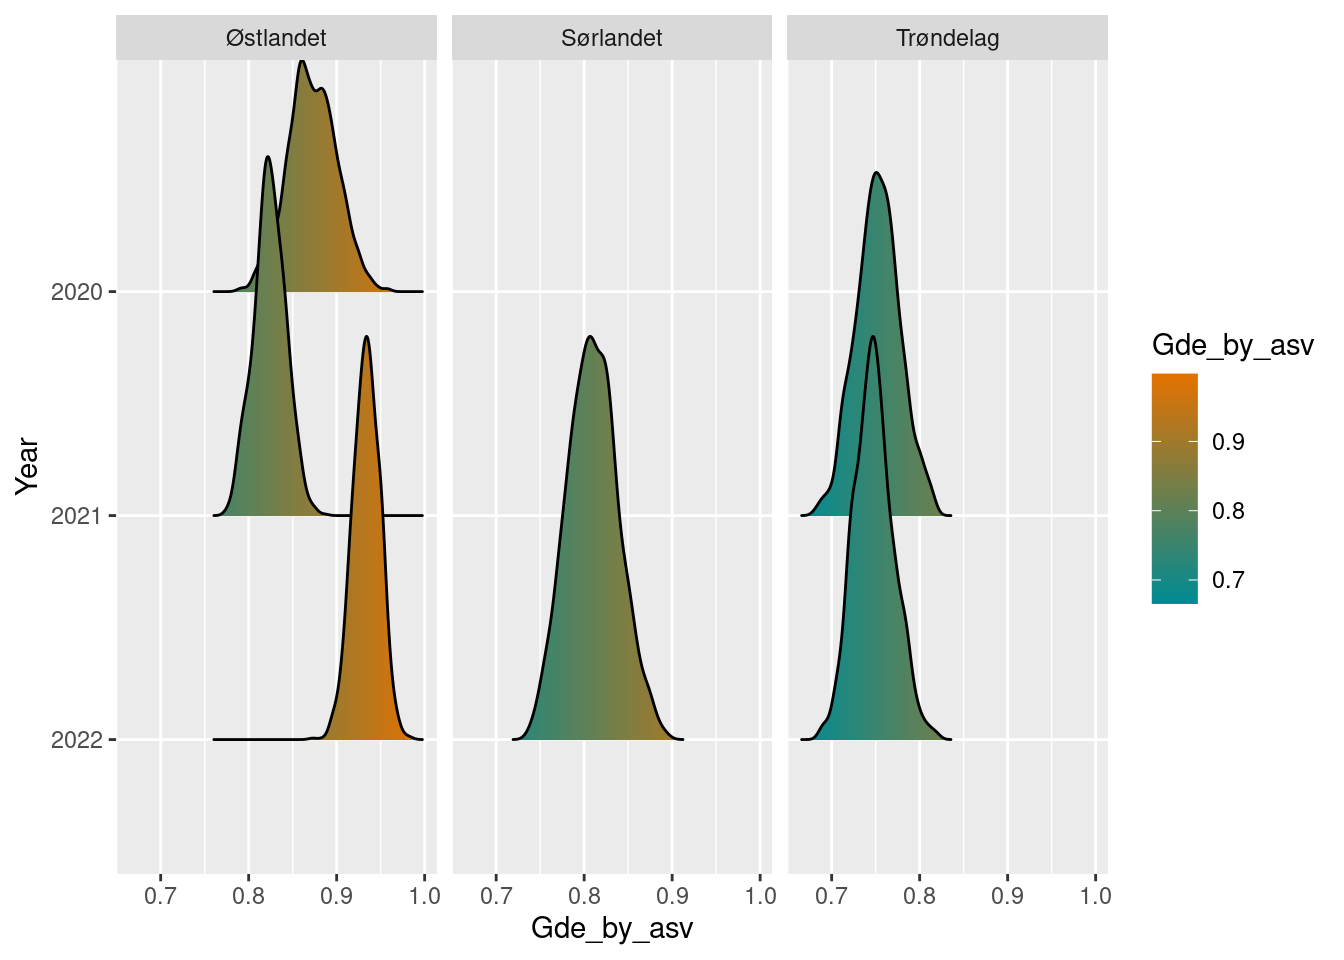 Østlandet Sørlandet Trøndelag
2020
2021
2022
Year
0.7 0.8 0.9 1.0 0.7 0.8 0.9 1.0 0.7 0.8 0.9 1.0
Gde_by_asv
Gde_by_asv
0.9
0.8
0.7